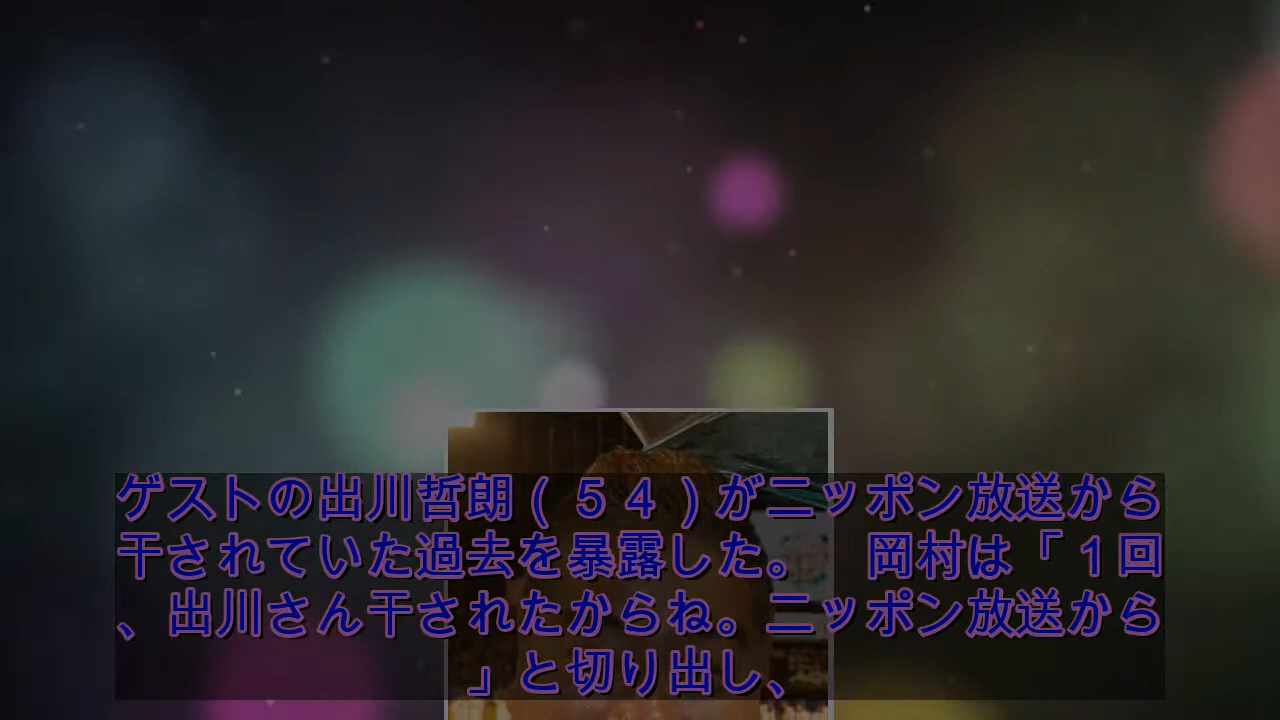 ゲストの出川哲朗(54)がニッポン放送から
干されていた過去を暴露した。　岡村は「1回
、出川さん干されたからね。ニッポン放送から
」と切り出し、